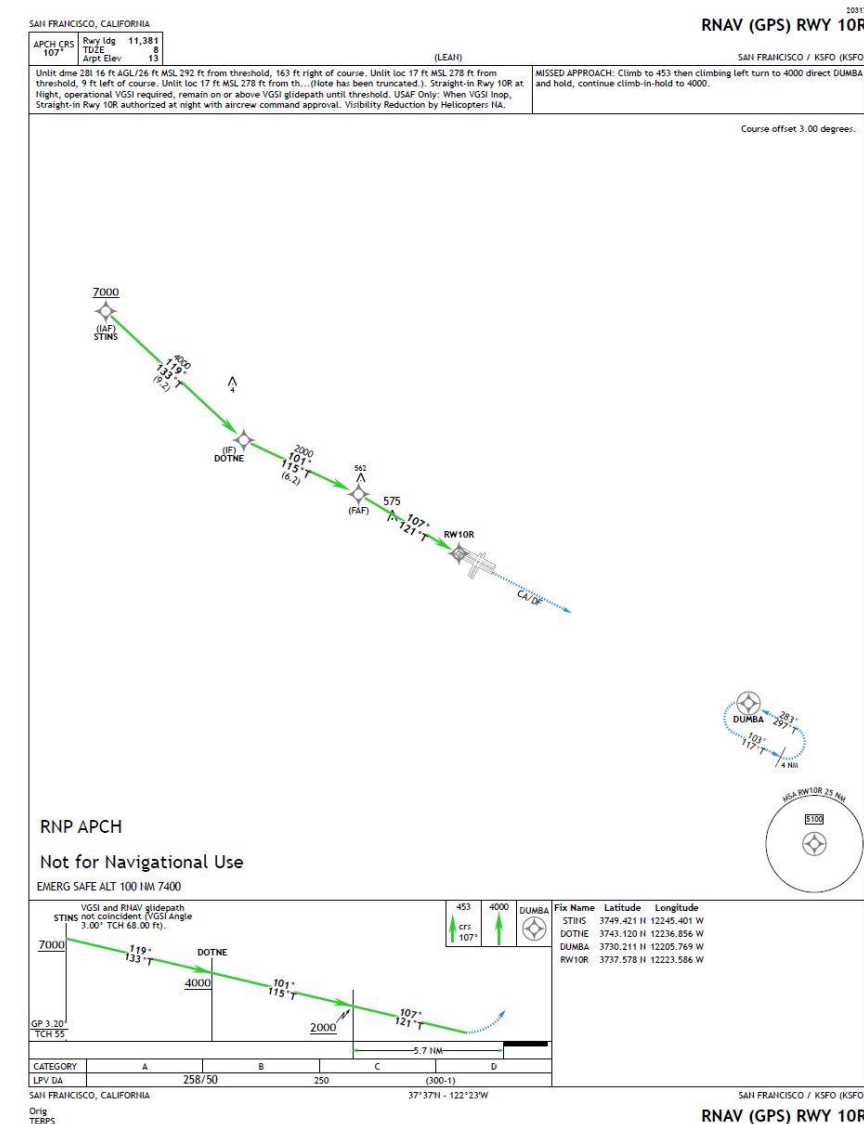 SAN FRANCISCO, CALIFORNIA
RNAV (GPS) RWY 10R
APCH CRS
107°
Rwy ldg 11,381
TDZE 8
Arpt Elev 13
(LEAN)
SAN FRANCISCO / KSFO (KSFO
Unlit dme 28l 16 ft AGL/26 ft MSL 292 ft from threshold, 163 ft right of course. Unlit loc 17 ft MSL 278 ft from
threshold, 9 ft left of course. Unlit loc 17 ft MSL 278 ft from th...(Note has been truncated.). Straight-in Rwy 10R at
Night, operational VGSI required, remain on or above VGSI glidepath until threshold. USAF Only: When VGSI Inop,
Straight-in Rwy 10R authorized at night with aircrew command approval. Visibility Reduction by Helicopters NA.
MISSED APPROACH: Climb to 453 then climbing left turn to 4000 direct DUMBA
and hold, continue climb-in-hold to 4000.
Course offset 3.00 degrees.
7000
(IAF)
STINS
4000
119°
133°T
(9.2)
4
(IF)
DOTNE
2000
101°
115°T
(6.2)
562
(FAF)
575
107°
121°T
RW10R
CA/DF
DUMBA
283°
297°T
103°
117°T
4 NM
MSA RW10R 25 NM
5100
RNP APCH
Not for Navigational Use
EMERG SAFE ALT 100 NM 7400
VGSI and RNAV glidepath
not coincident (VGSI Angle
3.00° TCH 68.00 ft).
STINS
7000
119°
133°T
DOTNE
4000
101°
115°T
2000
107°
121°T
GP 3.20°
TCH 55
5.7 NM
453
crs
107°
4000
DUMBA
Fix Name Latitude Longitude
STINS 3749.421 N 12245.401 W
DOTNE 3743.120 N 12236.856 W
DUMBA 3730.211 N 12205.769 W
RW10R 3737.578 N 12223.586 W
CATEGORY A B C D
LPV DA 258/50 250 (300-1)
SAN FRANCISCO, CALIFORNIA
37°37'N - 122°23'W
SAN FRANCISCO / KSFO (KSFO
Orig
TERPS
RNAV (GPS) RWY 10R